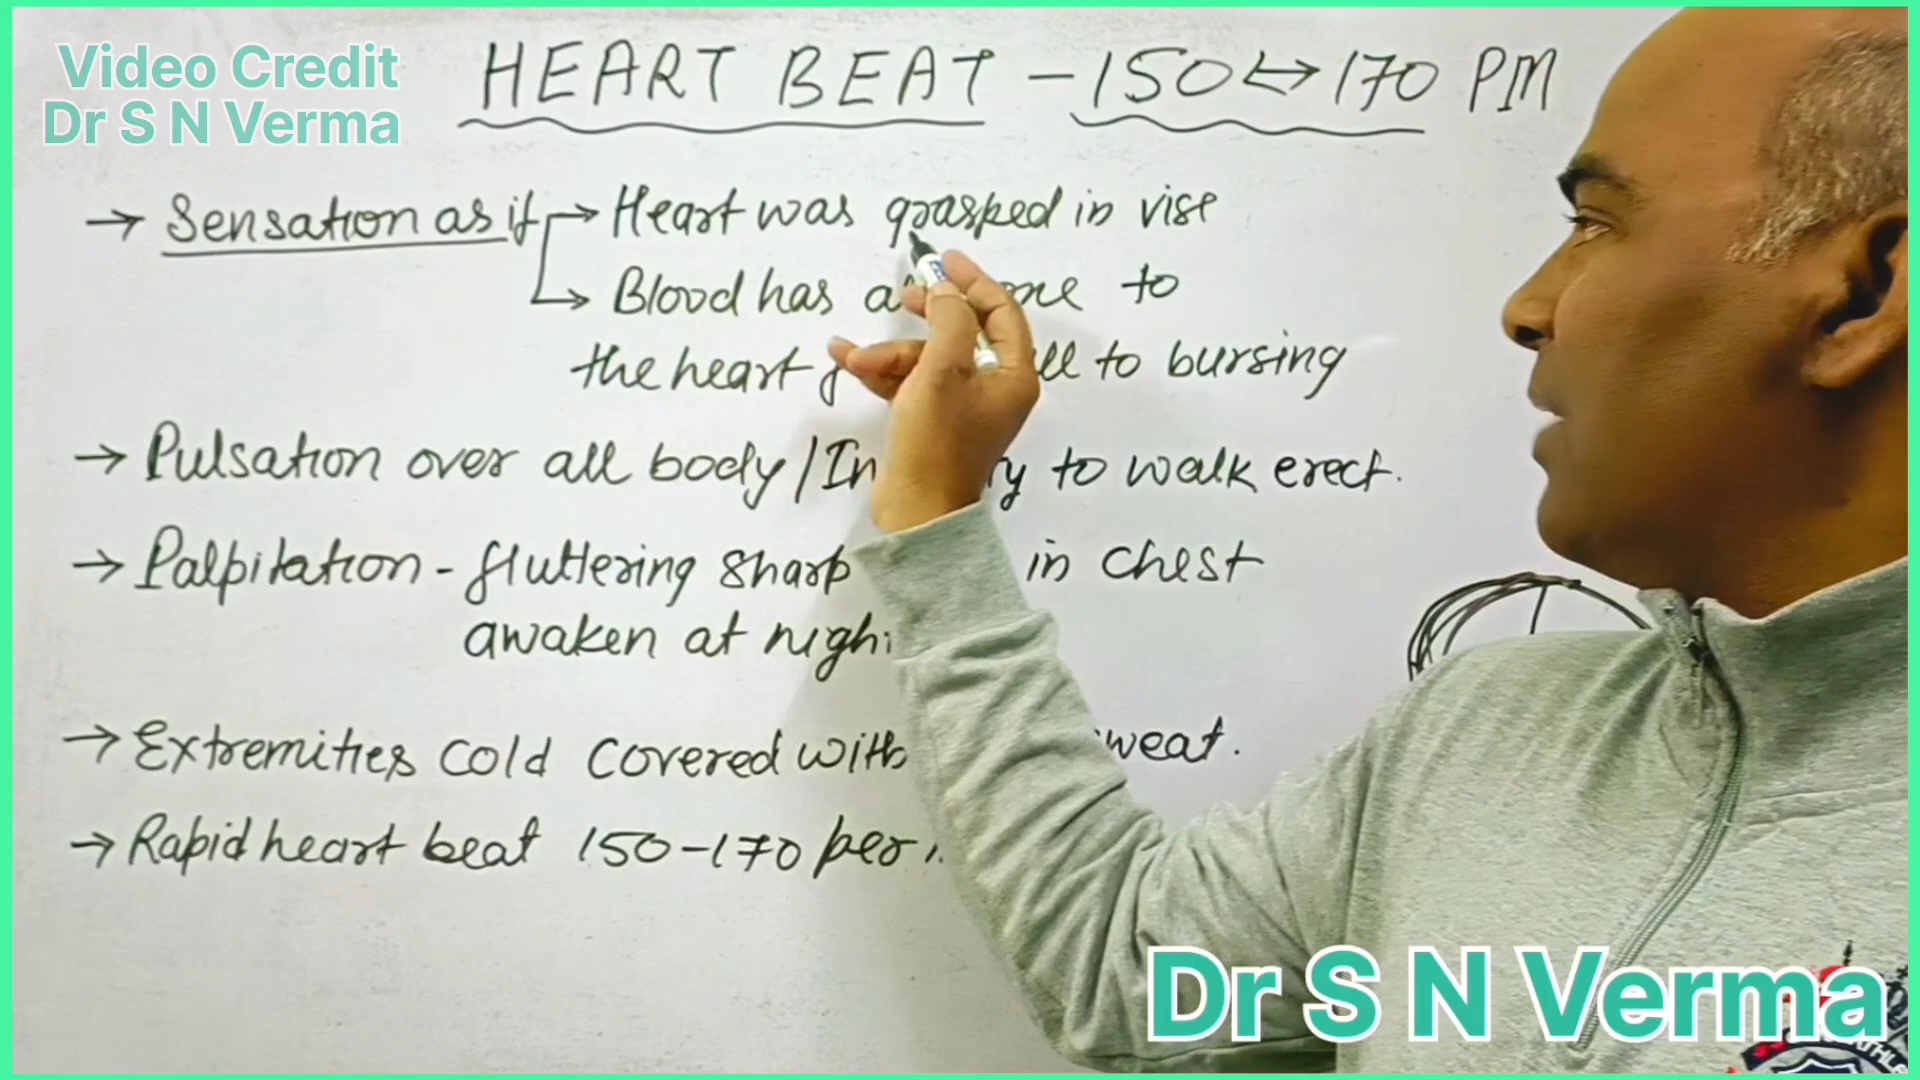 Video Credit
Dr S N Verma
HEART BEAT - 150 ↔ 170 PM
→ Sensation as if → Heart was grasped in vise
→ Blood has to
the heart to bursing
→ Pulsation over all body / to walk erect.
→ Palpitation - fluttering sharp in chest
awaken at
→ Extremities cold covered with
→ Rapid heart beat 150-170 per
Dr S N Verma